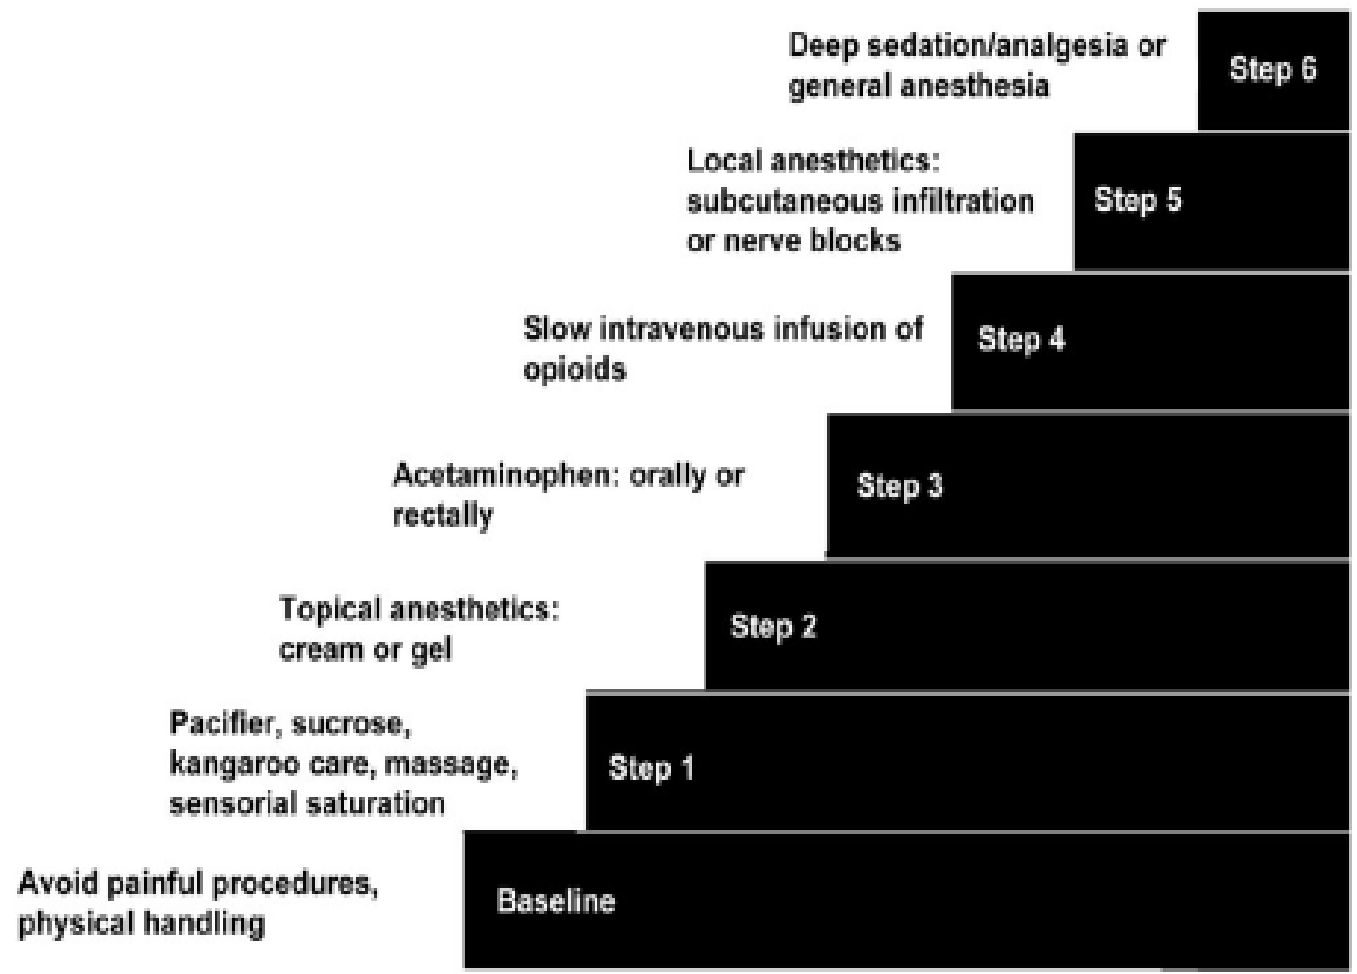 Deep sedation/analgesia or
general anesthesia
Step 6
Local anesthetics:
subcutaneous infiltration
or nerve blocks
Step 5
Slow intravenous infusion of
opioids
Step 4
Acetaminophen: orally or
rectally
Step 3
Topical anesthetics:
cream or gel
Step 2
Pacifier, sucrose,
kangaroo care, massage,
sensorial saturation
Step 1
Avoid painful procedures,
physical handling
Baseline